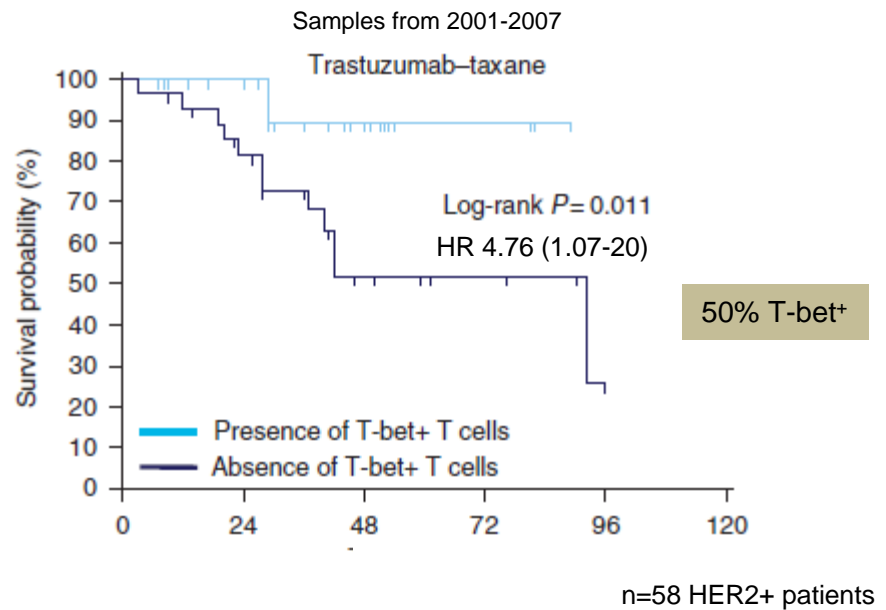 Samples from 2001-2007
Trastuzumab–taxane
Survival probability (%)
100
90
80
70
60
50
40
30
20
10
0
Log-rank P=0.011
HR 4.76 (1.07-20)
50% T-bet⁺
Presence of T-bet+ T cells
Absence of T-bet+ T cells
0 24 48 72 96 120
n=58 HER2+ patients